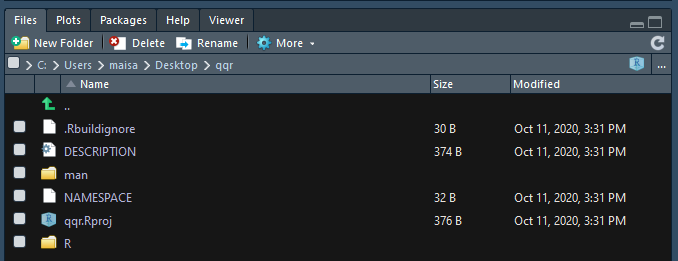 Files Plots Packages Help Viewer
New Folder Delete Rename More
C: Users maisa Desktop qqr R ...
Name Size Modified
..
.Rbuildignore 30 B Oct 11, 2020, 3:31 PM
DESCRIPTION 374 B Oct 11, 2020, 3:31 PM
man
NAMESPACE 32 B Oct 11, 2020, 3:31 PM
R qqr.Rproj 376 B Oct 11, 2020, 3:31 PM
R